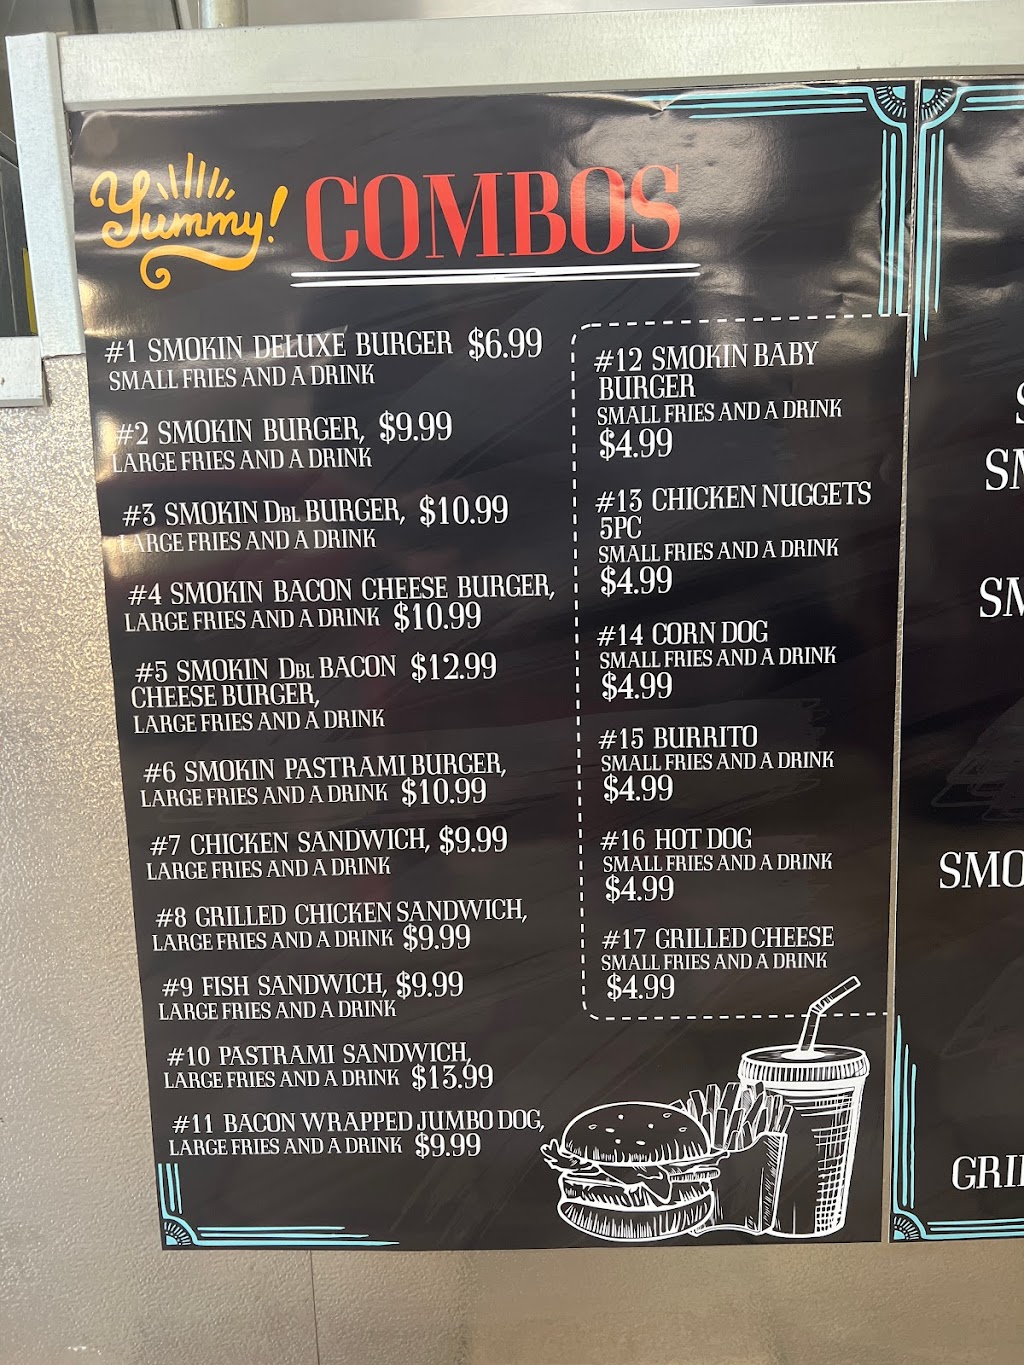 Yummy! COMBOS
#1 SMOKIN DELUXE BURGER $6.99
SMALL FRIES AND A DRINK
#2 SMOKIN BURGER, $9.99
LARGE FRIES AND A DRINK
#3 SMOKIN DBL BURGER, $10.99
LARGE FRIES AND A DRINK
#4 SMOKIN BACON CHEESE BURGER,
LARGE FRIES AND A DRINK $10.99
#5 SMOKIN DBL BACON $12.99
CHEESE BURGER,
LARGE FRIES AND A DRINK
#6 SMOKIN PASTRAMI BURGER,
LARGE FRIES AND A DRINK $10.99
#7 CHICKEN SANDWICH, $9.99
LARGE FRIES AND A DRINK
#8 GRILLED CHICKEN SANDWICH,
LARGE FRIES AND A DRINK $9.99
#9 FISH SANDWICH, $9.99
LARGE FRIES AND A DRINK
#10 PASTRAMI SANDWICH,
LARGE FRIES AND A DRINK $13.99
#11 BACON WRAPPED JUMBO DOG,
LARGE FRIES AND A DRINK $9.99
#12 SMOKIN BABY
BURGER
SMALL FRIES AND A DRINK
$4.99
#13 CHICKEN NUGGETS
5PC
SMALL FRIES AND A DRINK
$4.99
#14 CORN DOG
SMALL FRIES AND A DRINK
$4.99
#15 BURRITO
SMALL FRIES AND A DRINK
$4.99
#16 HOT DOG
SMALL FRIES AND A DRINK
$4.99
#17 GRILLED CHEESE
SMALL FRIES AND A DRINK
$4.99
SMO
GRI